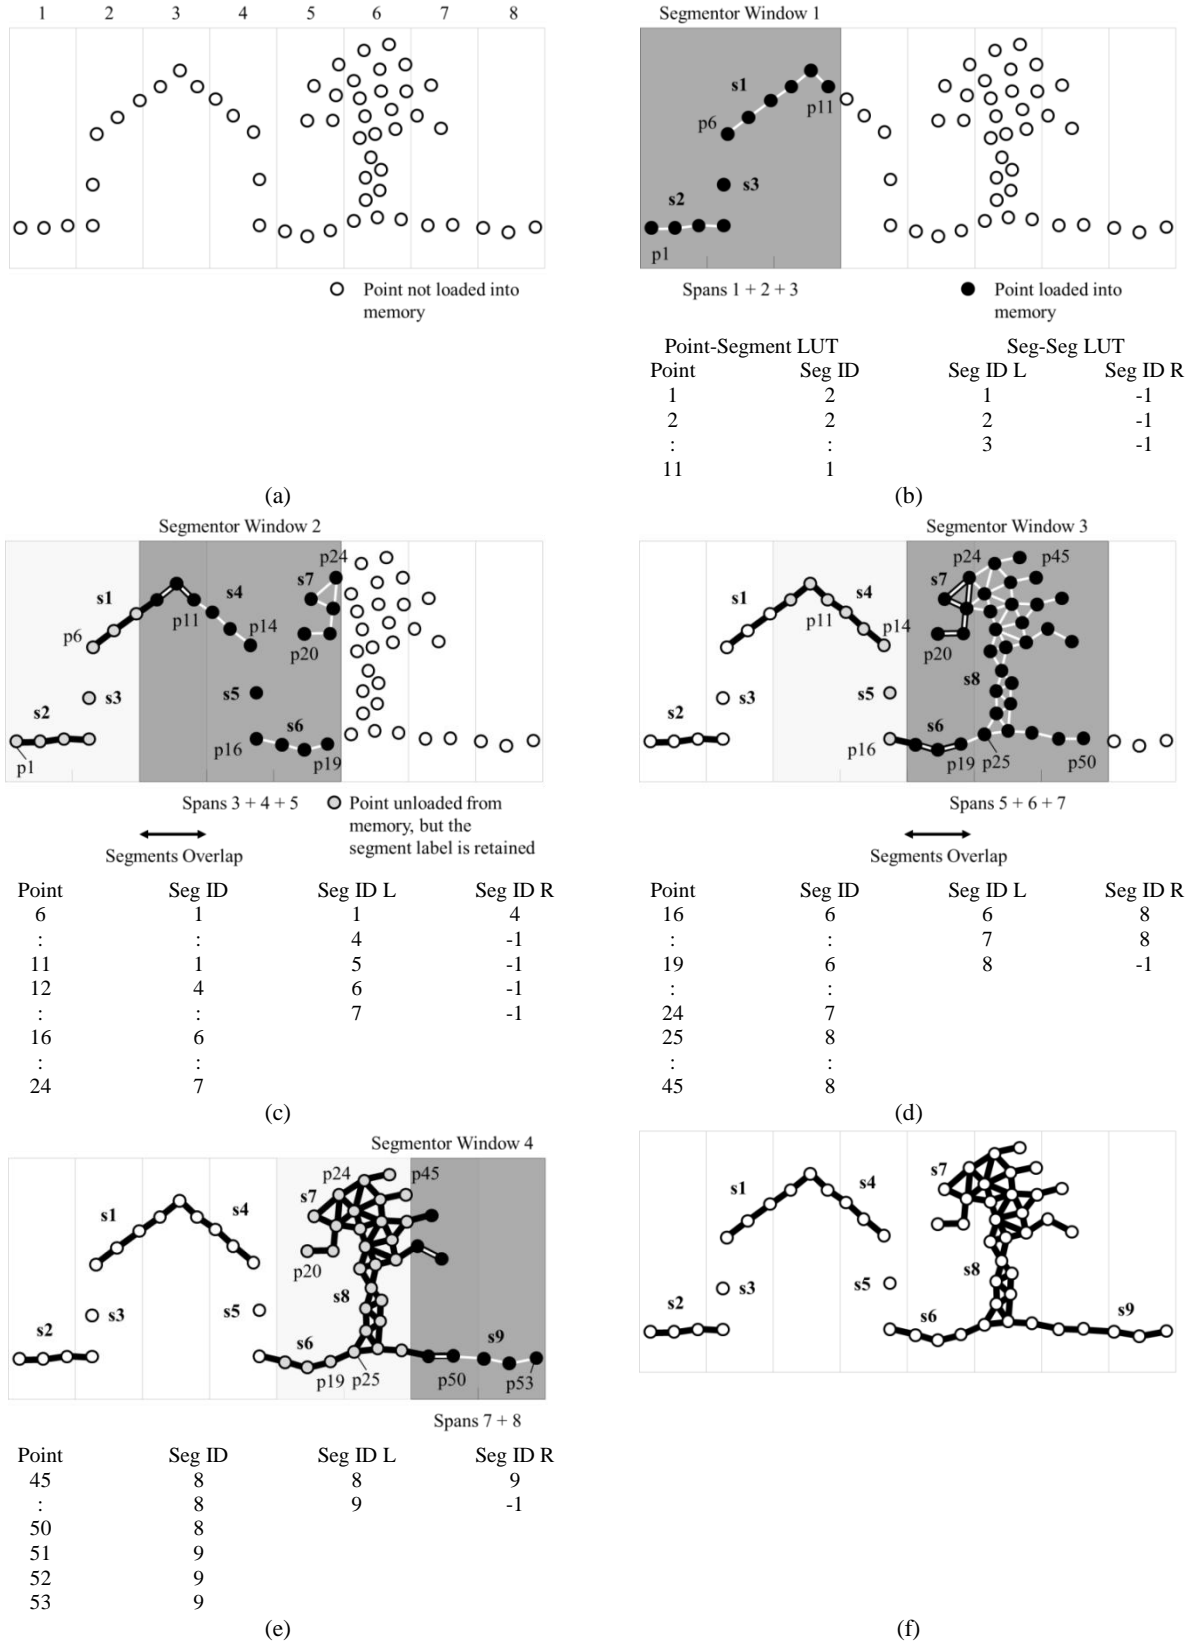 1 2 3 4 5 6 7 8
Point not loaded into
memory
(a)
Segmentor Window 1
s1
p11
p6
s3
s2
p1
Spans 1 + 2 + 3
Point loaded into
memory
Point-Segment LUT Seg-Seg LUT
Point Seg ID Seg ID L Seg ID R
1 2 1 -1
2 2 2 -1
: : 3 -1
11 1
(b)
Segmentor Window 2
p24
s7
s1 s4
p11
p14
p6
p20
s3 s5
s2 s6
p16
p19
p1
Spans 3 + 4 + 5
Point unloaded from
memory, but the
segment label is retained
Segments Overlap
Point Seg ID Seg ID L Seg ID R
6 1 1 4
: : 4 -1
11 1 5 -1
12 4 6 -1
: : 7 -1
16 6
: :
24 7
(c)
Segmentor Window 3
p24 p45
s7
s1 s4
p11
p14
p20
s8
s3 s5
s2 s6
p16
p19 p25 p50
Spans 5 + 6 + 7
Segments Overlap
Point Seg ID Seg ID L Seg ID R
16 6 6 8
: : 7 8
19 6 8 -1
: :
24 7
25 8
: :
45 8
(d)
Segmentor Window 4
p24 p45
s7
s1 s4
p20
s8
s3 s5
s2 s6 s9
p19 p25 p50 p53
Spans 7 + 8
Point Seg ID Seg ID L Seg ID R
45 8 8 9
: 8 9 -1
50 8
51 9
52 9
53 9
(e)
s7
s1 s4
s8
s3 s5
s2 s6 s9
(f)